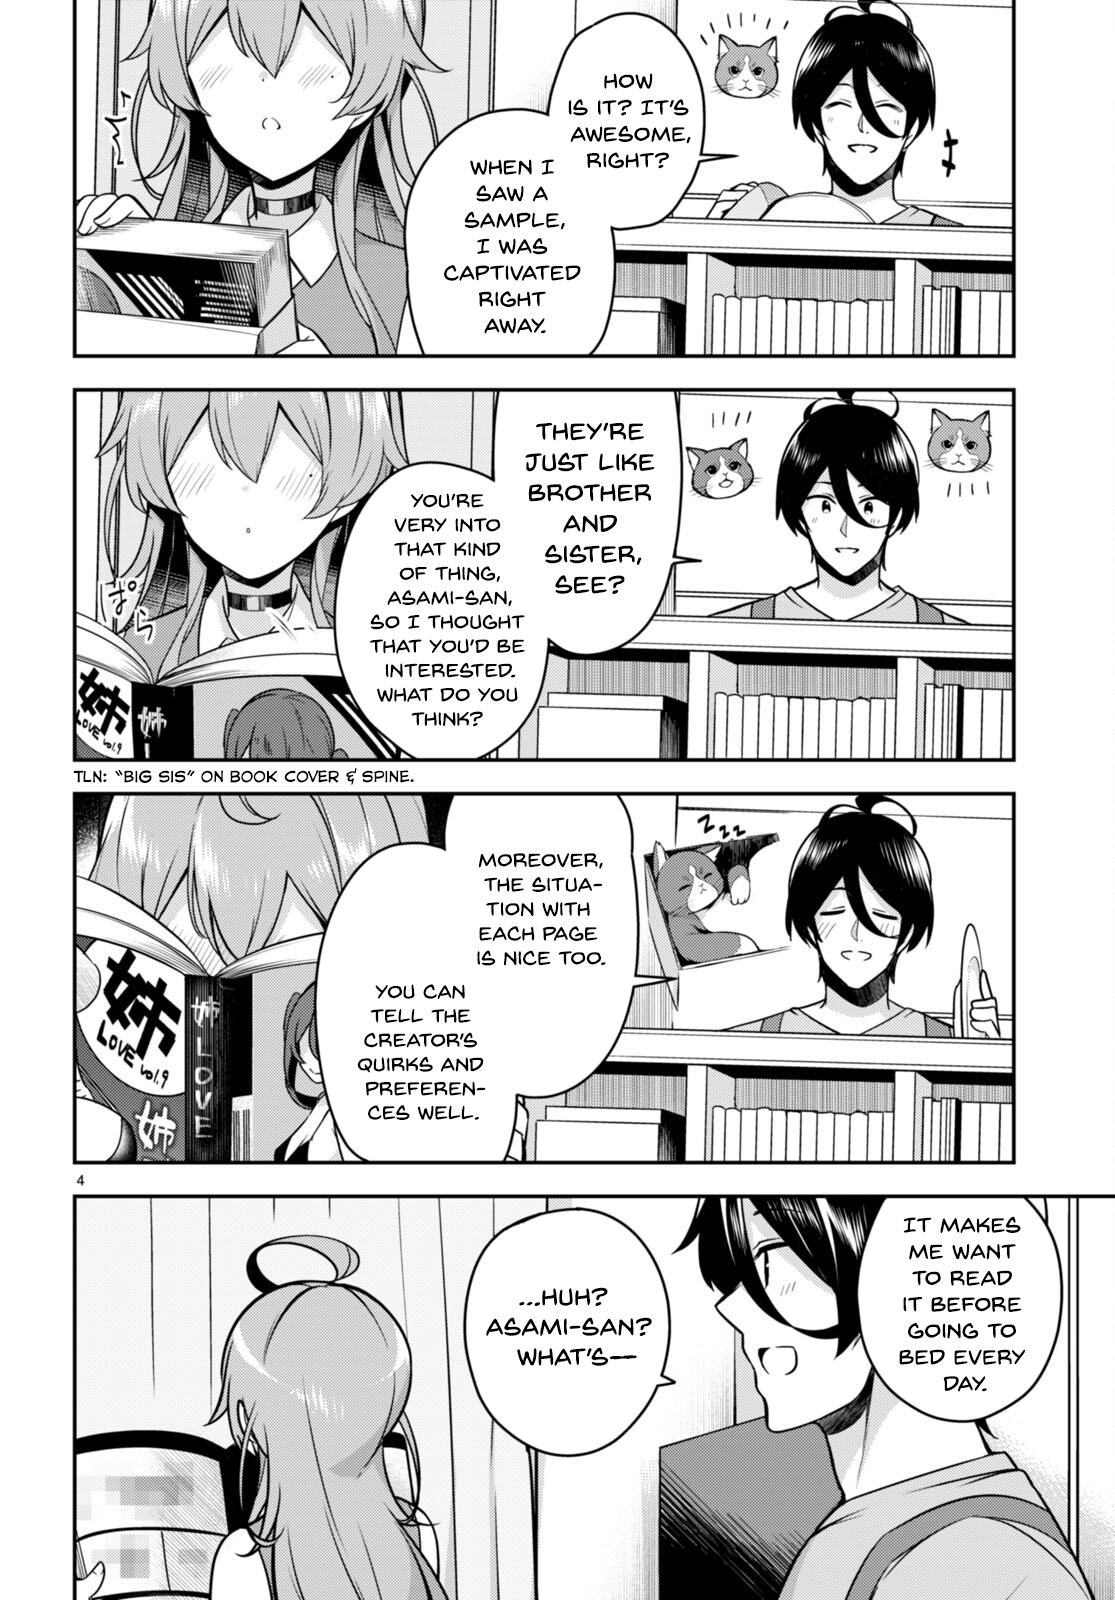 HOW
IS IT? IT'S
AWESOME,
RIGHT?
WHEN I
SAW A
SAMPLE,
I WAS
CAPTIVATED
RIGHT
AWAY.
THEY'RE
JUST LIKE
BROTHER
AND
SISTER,
SEE?
YOU'RE
VERY INTO
THAT KIND
OF THING,
ASAMI-SAN,
SO I THOUGHT
THAT YOU'D BE
INTERESTED.
WHAT DO YOU
THINK?
ぱら
姉
LOVE vol.9
姉
TLN: "BIG SIS" ON BOOK COVER & SPINE.
Z Z Z
MOREOVER,
THE SITUA-
TION WITH
EACH PAGE
IS NICE TOO.
YOU CAN
TELL THE
CREATOR'S
QUIRKS AND
PREFEREN-
CES WELL.
姉
LOVE vol.9
姉 LOVE
姉
4
IT MAKES
ME WANT
TO READ
IT BEFORE
GOING TO
BED EVERY
DAY.
...HUH?
ASAMI-SAN?
WHAT'S—